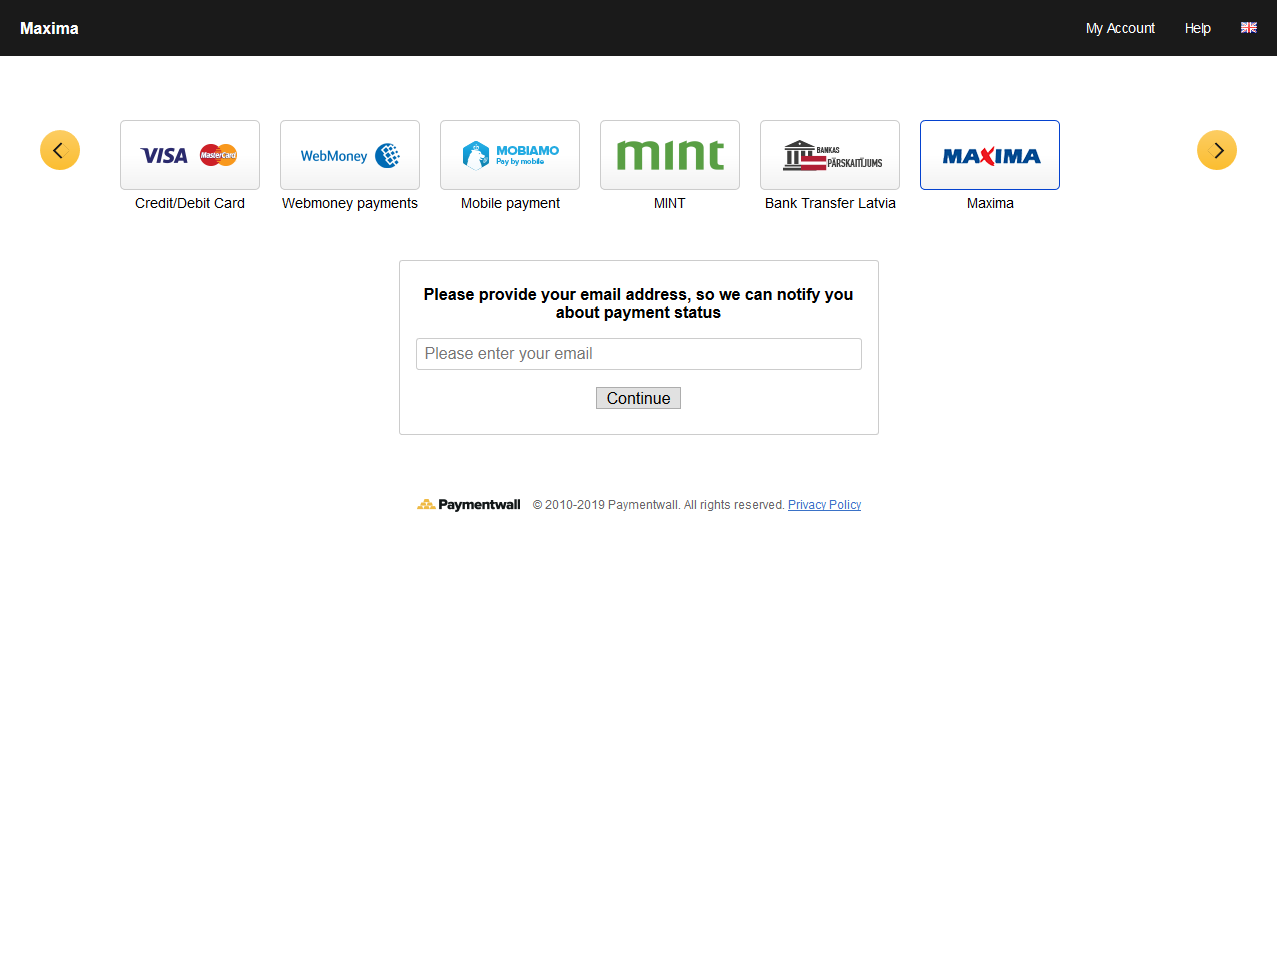 Maxima
My Account
Help
VISA MasterCard
WebMoney
MOBIAMO
Pay by mobile
mint
BANKAS
PĀRSKAITĪJUMS
MAXIMA
Credit/Debit Card
Webmoney payments
Mobile payment
MINT
Bank Transfer Latvia
Maxima
Please provide your email address, so we can notify you
about payment status
Please enter your email
Continue
Paymentwall © 2010-2019 Paymentwall. All rights reserved. Privacy Policy